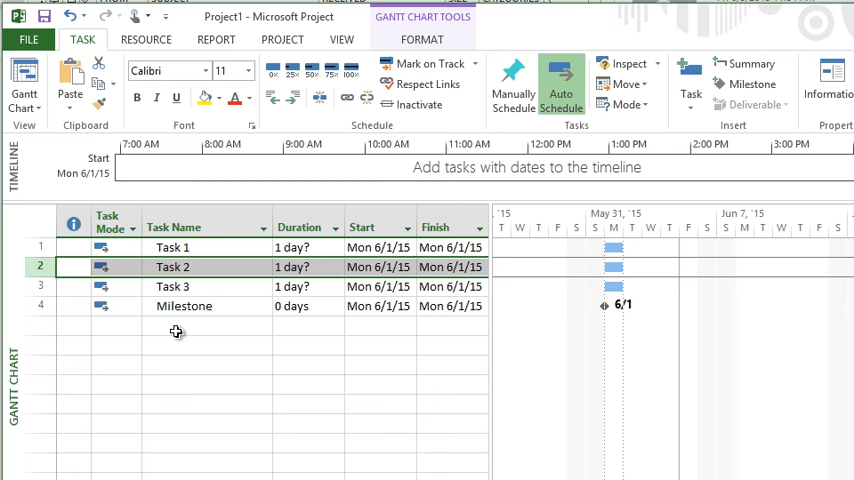 Project1 - Microsoft Project
GANTT CHART TOOLS
FILE TASK RESOURCE REPORT PROJECT VIEW FORMAT
Gantt Chart
View
Paste
Clipboard
Calibri 11
B I U A
Font
0% 25% 50% 75% 100%
Mark on Track
Respect Links
Inactivate
Schedule
Manually Schedule
Auto Schedule
Inspect
Move
Mode
Tasks
Task
Summary
Milestone
Deliverable
Insert
Information
Propert
TIMELINE
Start
Mon 6/1/15
7:00 AM 8:00 AM 9:00 AM 10:00 AM 11:00 AM 12:00 PM 1:00 PM 2:00 PM 3:00 PM
Add tasks with dates to the timeline
GANTT CHART
Task Mode Task Name Duration Start Finish
'15 May 31, '15 Jun 7, '15
T W T F S S M T W T F S S M T W T F
1 Task 1 1 day? Mon 6/1/15 Mon 6/1/15
2 Task 2 1 day? Mon 6/1/15 Mon 6/1/15
3 Task 3 1 day? Mon 6/1/15 Mon 6/1/15
4 Milestone 0 days Mon 6/1/15 Mon 6/1/15
6/1